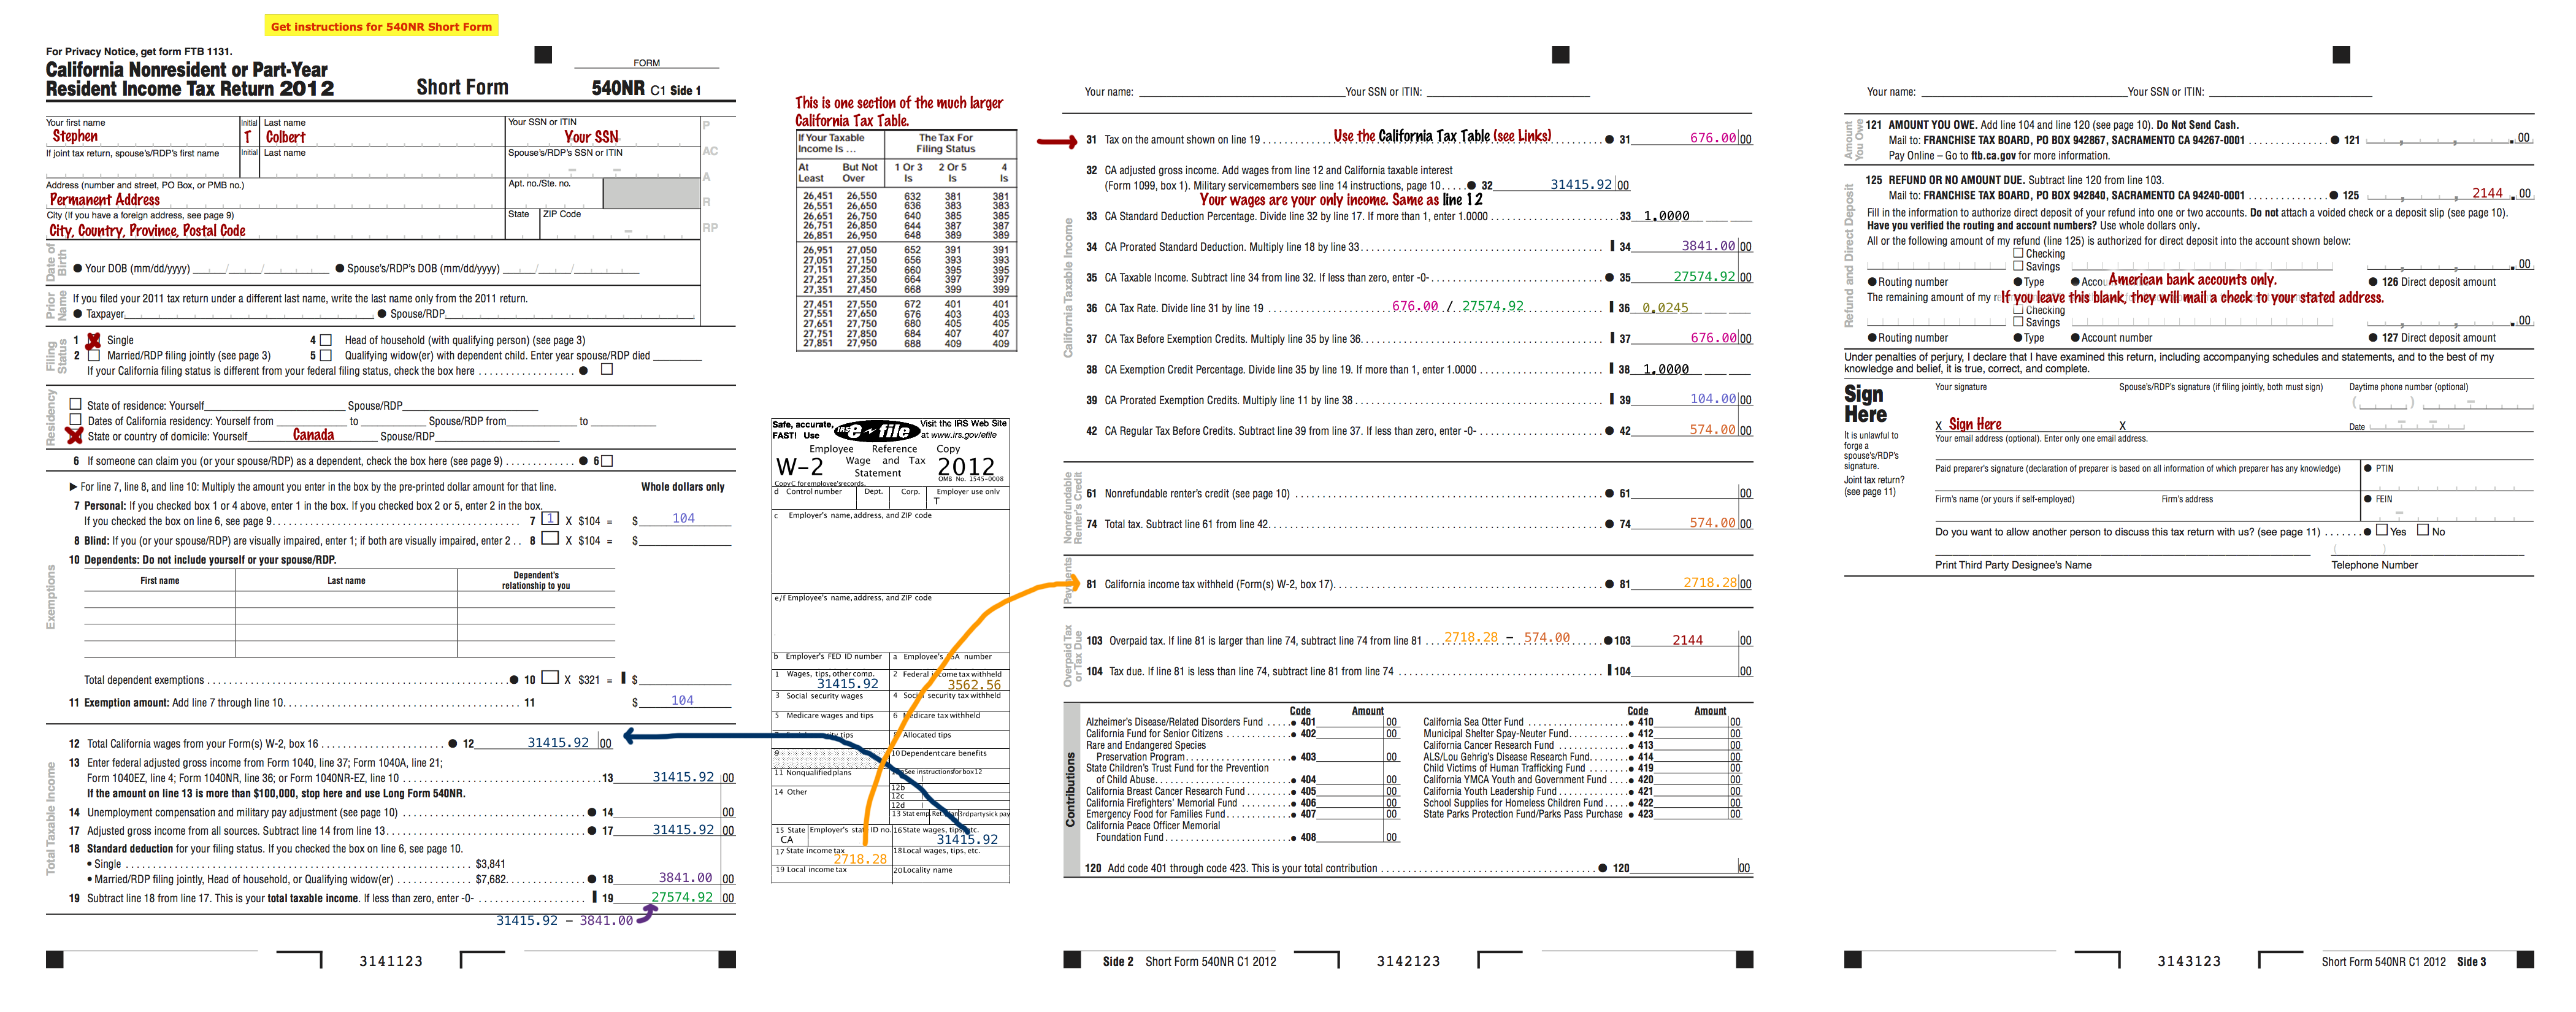 Get instructions for 540NR Short Form
For Privacy Notice, get form FTB 1131.
California Nonresident or Part-Year
Resident Income Tax Return 2012
Short Form
FORM
540NR C1 Side 1
Your first name
Initial
Last name
Your SSN or ITIN
Stephen
T
Colbert
Your SSN
If joint tax return, spouse's/RDP's first name
Initial
Last name
Spouse's/RDP's SSN or ITIN
Address (number and street, PO Box, or PMB no.)
Apt. no./Ste. no.
Permanent Address
City (If you have a foreign address, see page 9)
State
ZIP Code
City, Country, Province, Postal Code
P
AC
A
R
RP
Date of Birth
Your DOB (mm/dd/yyyy)
Spouse's/RDP's DOB (mm/dd/yyyy)
Prior Name
If you filed your 2011 tax return under a different last name, write the last name only from the 2011 return.
Taxpayer
Spouse/RDP
Filing Status
1 Single
4 Head of household (with qualifying person) (see page 3)
2 Married/RDP filing jointly (see page 3)
5 Qualifying widow(er) with dependent child. Enter year spouse/RDP died
If your California filing status is different from your federal filing status, check the box here
Residency
State of residence: Yourself Spouse/RDP
Dates of California residency: Yourself from to Spouse/RDP from to
State or country of domicile: Yourself Canada Spouse/RDP
6 If someone can claim you (or your spouse/RDP) as a dependent, check the box here (see page 9) 6
Exemptions
▶ For line 7, line 8, and line 10: Multiply the amount you enter in the box by the pre-printed dollar amount for that line.
Whole dollars only
7 Personal: If you checked box 1 or 4 above, enter 1 in the box. If you checked box 2 or 5, enter 2 in the box.
If you checked the box on line 6, see page 9 7 1 X $104 = $ 104
8 Blind: If you (or your spouse/RDP) are visually impaired, enter 1; if both are visually impaired, enter 2 . . 8 X $104 = $
10 Dependents: Do not include yourself or your spouse/RDP.
First name
Last name
Dependent's relationship to you
Total dependent exemptions 10 X $321 = $
11 Exemption amount: Add line 7 through line 10 11 $ 104
Total Taxable Income
12 Total California wages from your Form(s) W-2, box 16 12 31415.92 00
13 Enter federal adjusted gross income from Form 1040, line 37; Form 1040A, line 21;
Form 1040EZ, line 4; Form 1040NR, line 36; or Form 1040NR-EZ, line 10 13 31415.92 00
If the amount on line 13 is more than $100,000, stop here and use Long Form 540NR.
14 Unemployment compensation and military pay adjustment (see page 10) 14 00
17 Adjusted gross income from all sources. Subtract line 14 from line 13 17 31415.92 00
18 Standard deduction for your filing status. If you checked the box on line 6, see page 10.
• Single $3,841
• Married/RDP filing jointly, Head of household, or Qualifying widow(er) $7,682 18 3841.00 00
19 Subtract line 18 from line 17. This is your total taxable income. If less than zero, enter -0- 19 27574.92 00
31415.92 - 3841.00
3141123
This is one section of the much larger
California Tax Table.
If Your Taxable Income Is ...
The Tax For Filing Status
At Least
But Not Over
1 Or 3 Is
2 Or 5 Is
4 Is
26,451 26,550 632 381 381
26,551 26,650 636 383 383
26,651 26,750 640 385 385
26,751 26,850 644 387 387
26,851 26,950 648 389 389
26,951 27,050 652 391 391
27,051 27,150 656 393 393
27,151 27,250 660 395 395
27,251 27,350 664 397 397
27,351 27,450 668 399 399
27,451 27,550 672 401 401
27,551 27,650 676 403 403
27,651 27,750 680 405 405
27,751 27,850 684 407 407
27,851 27,950 688 409 409
Safe, accurate, FAST! Use
IRS e-file
Visit the IRS Web Site at www.irs.gov/efile
Employee Reference Copy
W-2 Wage and Tax Statement 2012
OMB No. 1545-0008
Copy C for employee's records.
d Control number
Dept.
Corp.
Employer use only
T
c Employer's name, address, and ZIP code
e/f Employee's name, address, and ZIP code
b Employer's FED ID number
a Employee's SSA number
1 Wages, tips, other comp.
31415.92
2 Federal income tax withheld
3562.56
3 Social security wages
4 Social security tax withheld
5 Medicare wages and tips
6 Medicare tax withheld
tips
8 Allocated tips
9
10 Dependent care benefits
11 Nonqualified plans
See instructions for box 12
14 Other
12b
12c
12d
13 Stat emp. Ret. 3rd party sick pay
15 State Employer's state ID no.
CA
16 State wages, tips, etc.
31415.92
17 State income tax
2718.28
18 Local wages, tips, etc.
19 Local income tax
20 Locality name
Your name: Your SSN or ITIN:
California Taxable Income
31 Tax on the amount shown on line 19 Use the California Tax Table (see Links) 31 676.00 00
32 CA adjusted gross income. Add wages from line 12 and California taxable interest
(Form 1099, box 1). Military servicemembers see line 14 instructions, page 10 32 31415.92 00
Your wages are your only income. Same as line 12
33 CA Standard Deduction Percentage. Divide line 32 by line 17. If more than 1, enter 1.0000 33 1.0000
34 CA Prorated Standard Deduction. Multiply line 18 by line 33 34 3841.00 00
35 CA Taxable Income. Subtract line 34 from line 32. If less than zero, enter -0- 35 27574.92 00
36 CA Tax Rate. Divide line 31 by line 19 676.00 / 27574.92 36 0.0245
37 CA Tax Before Exemption Credits. Multiply line 35 by line 36 37 676.00 00
38 CA Exemption Credit Percentage. Divide line 35 by line 19. If more than 1, enter 1.0000 38 1.0000
39 CA Prorated Exemption Credits. Multiply line 11 by line 38 39 104.00 00
42 CA Regular Tax Before Credits. Subtract line 39 from line 37. If less than zero, enter -0- 42 574.00 00
Nonrefundable Renter's Credit
61 Nonrefundable renter's credit (see page 10) 61 00
74 Total tax. Subtract line 61 from line 42 74 574.00 00
Payments
81 California income tax withheld (Form(s) W-2, box 17) 81 2718.28 00
Overpaid Tax or Tax Due
103 Overpaid tax. If line 81 is larger than line 74, subtract line 74 from line 81 2718.28 - 574.00 103 2144 00
104 Tax due. If line 81 is less than line 74, subtract line 81 from line 74 104 00
Contributions
Code Amount
Alzheimer's Disease/Related Disorders Fund 401 00
California Fund for Senior Citizens 402 00
Rare and Endangered Species
Preservation Program 403 00
State Children's Trust Fund for the Prevention
of Child Abuse 404 00
California Breast Cancer Research Fund 405 00
California Firefighters' Memorial Fund 406 00
Emergency Food for Families Fund 407 00
California Peace Officer Memorial
Foundation Fund 408 00
Code Amount
California Sea Otter Fund 410 00
Municipal Shelter Spay-Neuter Fund 412 00
California Cancer Research Fund 413 00
ALS/Lou Gehrig's Disease Research Fund 414 00
Child Victims of Human Trafficking Fund 419 00
California YMCA Youth and Government Fund 420 00
California Youth Leadership Fund 421 00
School Supplies for Homeless Children Fund 422 00
State Parks Protection Fund/Parks Pass Purchase 423 00
120 Add code 401 through code 423. This is your total contribution 120 00
Side 2 Short Form 540NR C1 2012
3142123
Your name: Your SSN or ITIN:
Amount You Owe
121 AMOUNT YOU OWE. Add line 104 and line 120 (see page 10). Do Not Send Cash.
Mail to: FRANCHISE TAX BOARD, PO BOX 942867, SACRAMENTO CA 94267-0001 121 .00
Pay Online – Go to ftb.ca.gov for more information.
Refund and Direct Deposit
125 REFUND OR NO AMOUNT DUE. Subtract line 120 from line 103.
Mail to: FRANCHISE TAX BOARD, PO BOX 942840, SACRAMENTO CA 94240-0001 125 2144 .00
Fill in the information to authorize direct deposit of your refund into one or two accounts. Do not attach a voided check or a deposit slip (see page 10).
Have you verified the routing and account numbers? Use whole dollars only.
All or the following amount of my refund (line 125) is authorized for direct deposit into the account shown below:
Checking
Savings
.00
Routing number
Type
American bank accounts only.
126 Direct deposit amount
The remaining amount of my
If you leave this blank, they will mail a check to your stated address.
Checking
Savings
.00
Routing number
Type
Account number
127 Direct deposit amount
Under penalties of perjury, I declare that I have examined this return, including accompanying schedules and statements, and to the best of my
knowledge and belief, it is true, correct, and complete.
Sign Here
It is unlawful to forge a spouse's/RDP's signature.
Joint tax return? (see page 11)
Your signature
Spouse's/RDP's signature (if filing jointly, both must sign)
Daytime phone number (optional)
X Sign Here
X
Date
Your email address (optional). Enter only one email address.
Paid preparer's signature (declaration of preparer is based on all information of which preparer has any knowledge)
PTIN
Firm's name (or yours if self-employed)
Firm's address
FEIN
Do you want to allow another person to discuss this tax return with us? (see page 11) Yes No
Print Third Party Designee's Name
Telephone Number
3143123
Short Form 540NR C1 2012 Side 3